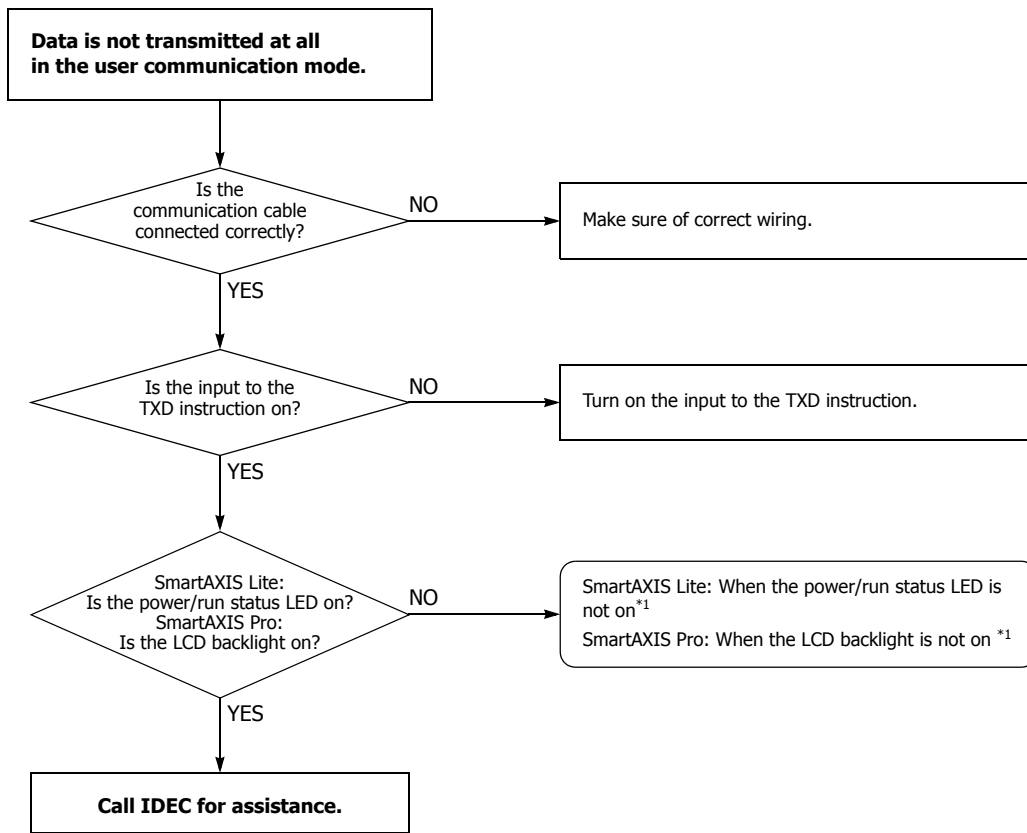 Data is not transmitted at all
in the user communication mode.
Is the
communication cable
connected correctly?
NO
Make sure of correct wiring.
YES
Is the input to the
TXD instruction on?
NO
Turn on the input to the TXD instruction.
YES
SmartAXIS Lite:
Is the power/run status LED on?
SmartAXIS Pro:
Is the LCD backlight on?
NO
SmartAXIS Lite: When the power/run status LED is
not on*1
SmartAXIS Pro: When the LCD backlight is not on *1
YES
Call IDEC for assistance.